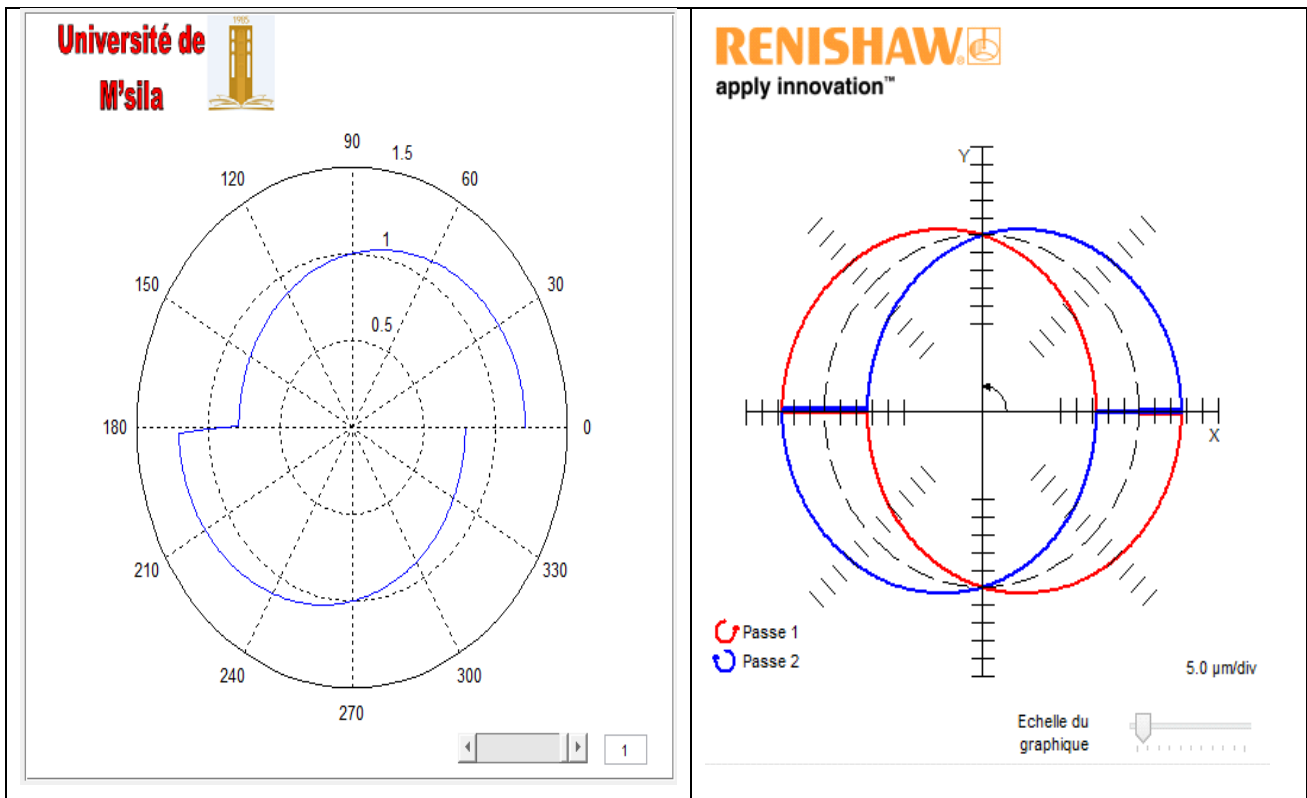 Université de
M'sila
1985
90
1.5
120
60
1
150
30
0.5
180
0
210
330
240
300
270
1
RENISHAW
apply innovation™
Y
X
Passe 1
Passe 2
5.0 µm/div
Echelle du
graphique